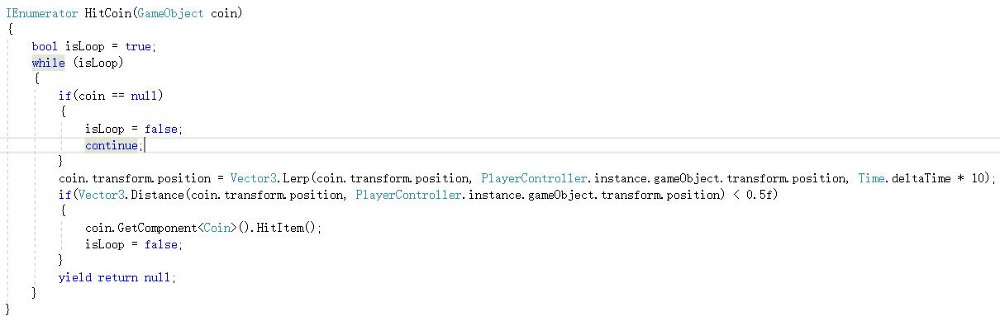 IEnumerator HitCoin(GameObject coin)
{
bool isLoop = true;
while (isLoop)
{
if(coin == null)
{
isLoop = false;
continue;
}
coin.transform.position = Vector3.Lerp(coin.transform.position, PlayerController.instance.gameObject.transform.position, Time.deltaTime * 10);
if(Vector3.Distance(coin.transform.position, PlayerController.instance.gameObject.transform.position) < 0.5f)
{
coin.GetComponent<Coin>().HitItem();
isLoop = false;
}
yield return null;
}
}